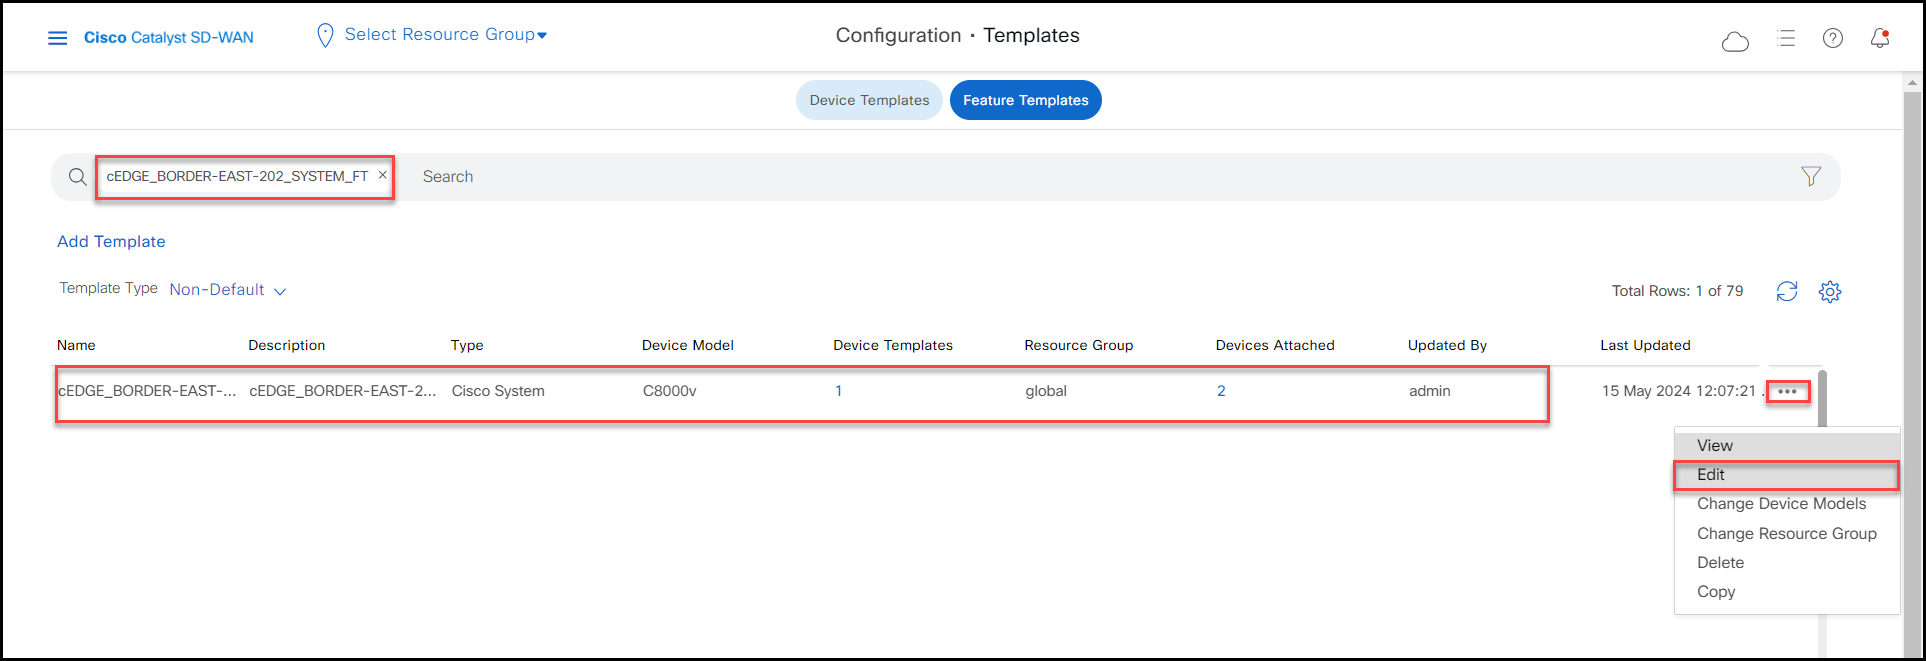 Cisco Catalyst SD-WAN
Select Resource Group
Configuration · Templates
Device Templates
Feature Templates
cEDGE_BORDER-EAST-202_SYSTEM_FT ×
Search
Add Template
Template Type Non-Default
Total Rows: 1 of 79
Name Description Type Device Model Device Templates Resource Group Devices Attached Updated By Last Updated
cEDGE_BORDER-EAST-... cEDGE_BORDER-EAST-2... Cisco System C8000v 1 global 2 admin 15 May 2024 12:07:21 . •••
View
Edit
Change Device Models
Change Resource Group
Delete
Copy